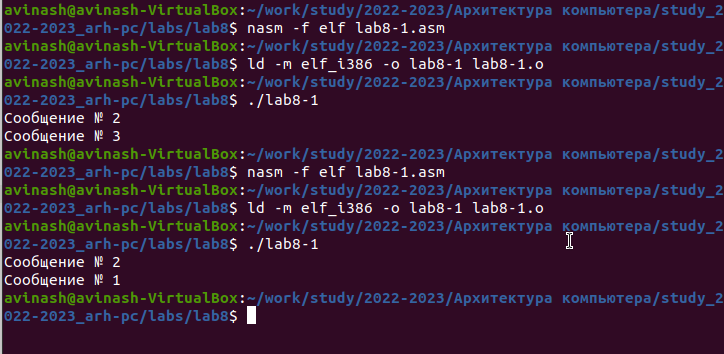 avinash@avinash-VirtualBox:~/work/study/2022-2023/Архитектура компьютера/study_2
022-2023_arh-pc/labs/lab8$ nasm -f elf lab8-1.asm
avinash@avinash-VirtualBox:~/work/study/2022-2023/Архитектура компьютера/study_2
022-2023_arh-pc/labs/lab8$ ld -m elf_i386 -o lab8-1 lab8-1.o
avinash@avinash-VirtualBox:~/work/study/2022-2023/Архитектура компьютера/study_2
022-2023_arh-pc/labs/lab8$ ./lab8-1
Сообщение № 2
Сообщение № 3
avinash@avinash-VirtualBox:~/work/study/2022-2023/Архитектура компьютера/study_2
022-2023_arh-pc/labs/lab8$ nasm -f elf lab8-1.asm
avinash@avinash-VirtualBox:~/work/study/2022-2023/Архитектура компьютера/study_2
022-2023_arh-pc/labs/lab8$ ld -m elf_i386 -o lab8-1 lab8-1.o
avinash@avinash-VirtualBox:~/work/study/2022-2023/Архитектура компьютера/study_2
022-2023_arh-pc/labs/lab8$ ./lab8-1
Сообщение № 2
Сообщение № 1
avinash@avinash-VirtualBox:~/work/study/2022-2023/Архитектура компьютера/study_2
022-2023_arh-pc/labs/lab8$